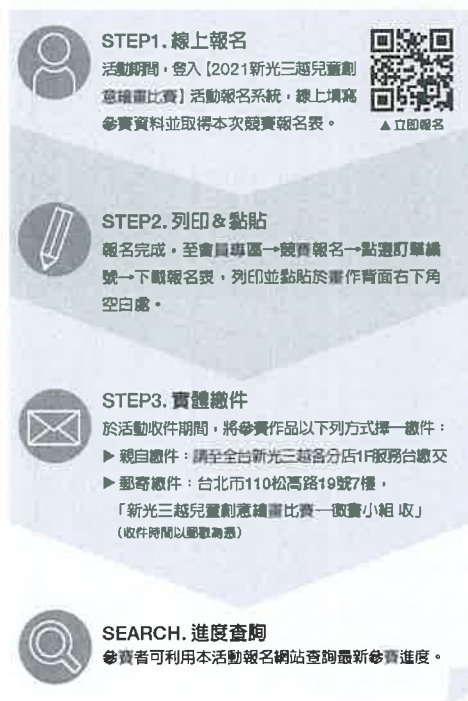 STEP1. 線上報名
活動期間，登入【2021新光三越兒童創
意繪畫比賽】活動報名系統，線上填寫
參賽資料並取得本次競賽報名表。
▲立即報名
STEP2. 列印&黏貼
報名完成，至會員專區→競賽報名→點選訂單編
號→下載報名表，列印並黏貼於畫作背面右下角
空白處。
STEP3. 實體繳件
於活動收件期間，將參賽作品以下列方式擇一繳件：
▶ 親自繳件：請至全台新光三越各分店1F服務台繳交
▶ 郵寄繳件：台北市110松高路19號7樓，
「新光三越兒童創意繪畫比賽—徵畫小組 收」
（收件時間以郵戳為憑）
SEARCH. 進度查詢
參賽者可利用本活動報名網站查詢最新參賽進度。